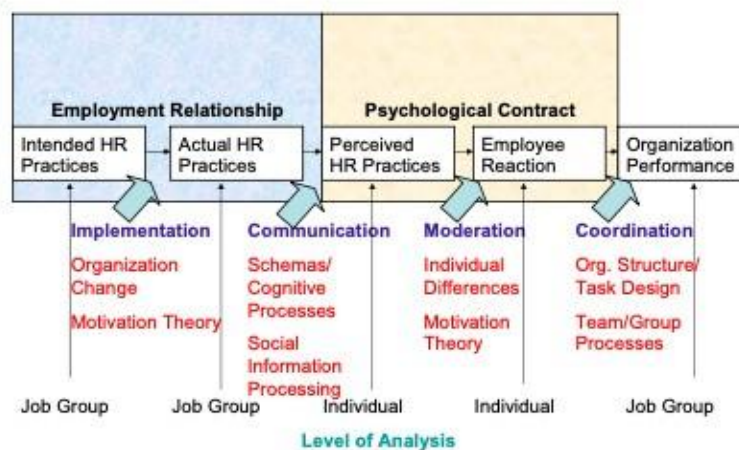 Employment Relationship
Psychological Contract
Intended HR
Practices
Actual HR
Practices
Perceived
HR Practices
Employee
Reaction
Organization
Performance
Implementation
Organization
Change
Motivation Theory
Communication
Schemas/
Cognitive
Processes
Social
Information
Processing
Moderation
Individual
Differences
Motivation
Theory
Coordination
Org. Structure/
Task Design
Team/Group
Processes
Job Group
Job Group
Individual
Individual
Job Group
Level of Analysis